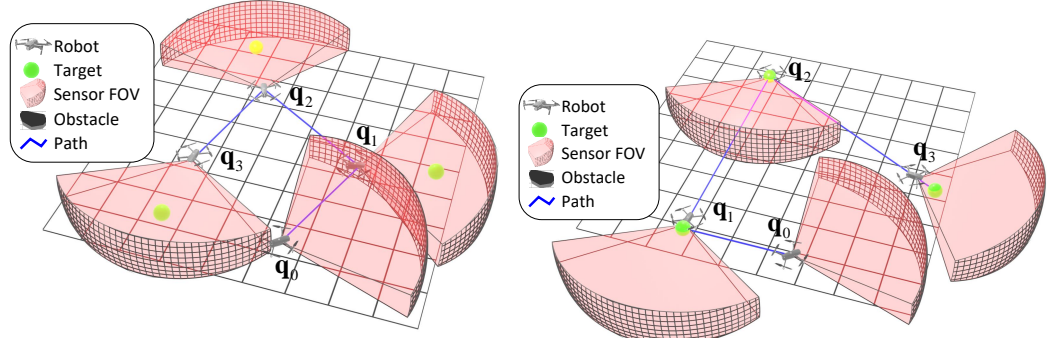 Robot
Target
Sensor FOV
Obstacle
Path
q2
q1
q3
q0
Robot
Target
Sensor FOV
Obstacle
Path
q2
q3
q1
q0